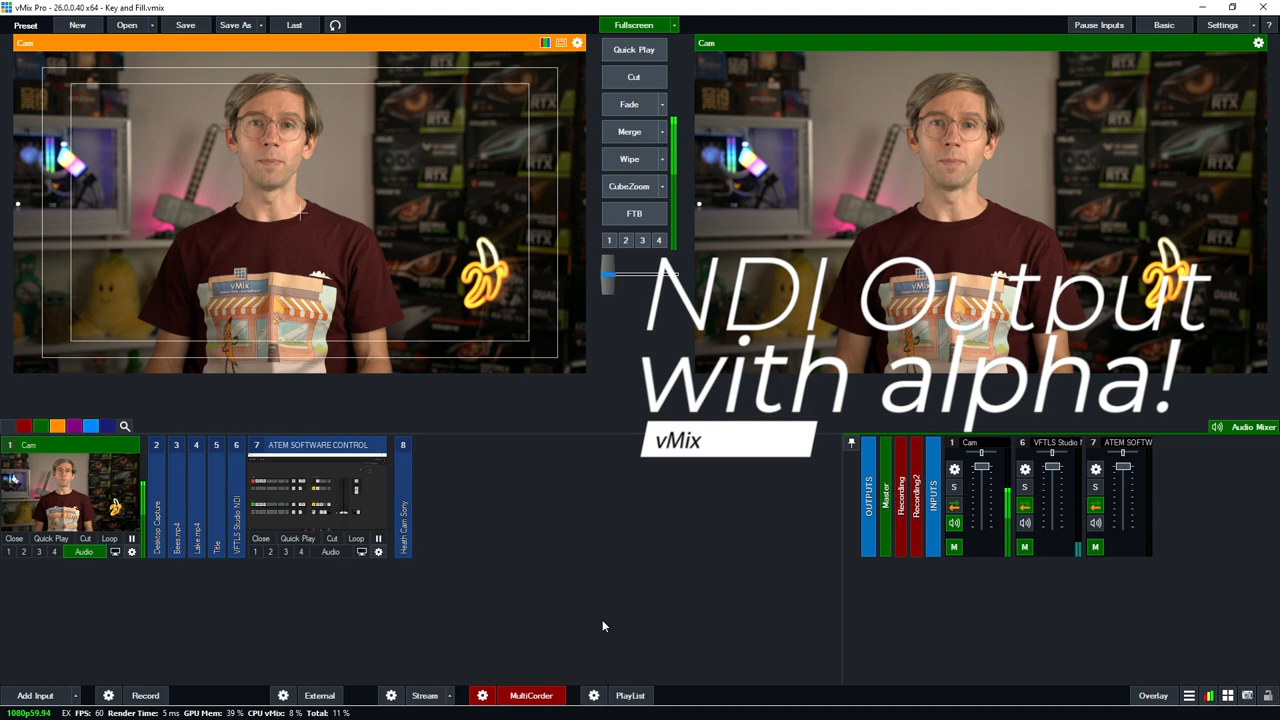 vMix Pro - 26.0.0.40 x64 - Key and Fill.vmix
Preset New Open Save Save As Last Fullscreen Pause Inputs Basic Settings ?
Cam
Cam
Quick Play
Cut
Fade
Merge
Wipe
CubeZoom
FTB
1 2 3 4
vMix
vMix
NDI Output
with alpha!
vMix
Audio Mixer
1 Cam
2 Desktop Capture
3 Bees.mp4
4 Lake.mp4
5 Title
6 VFTLS Studio NDI
7 ATEM SOFTWARE CONTROL
8 Heath Cam Sony
Close Quick Play Cut Loop
1 2 3 4 Audio
Close Quick Play Cut Loop
1 2 3 4 Audio
OUTPUTS
Master
Recording
Recording2
INPUTS
1 Cam
S
M
6 VFTLS Studio N
S
M
7 ATEM SOFTW
S
M
Add Input Record External Stream MultiCorder PlayList Overlay
1080p59.94 EX FPS: 60 Render Time: 5 ms GPU Mem: 39 % CPU vMix: 8 % Total: 11 %